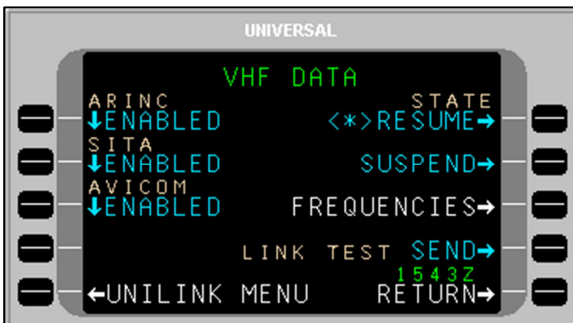 UNIVERSAL
VHF DATA
ARINC STATE
↓ENABLED <*>RESUME→
SITA
↓ENABLED SUSPEND→
AVICOM
↓ENABLED FREQUENCIES→
LINK TEST SEND→
1543Z
←UNILINK MENU RETURN→